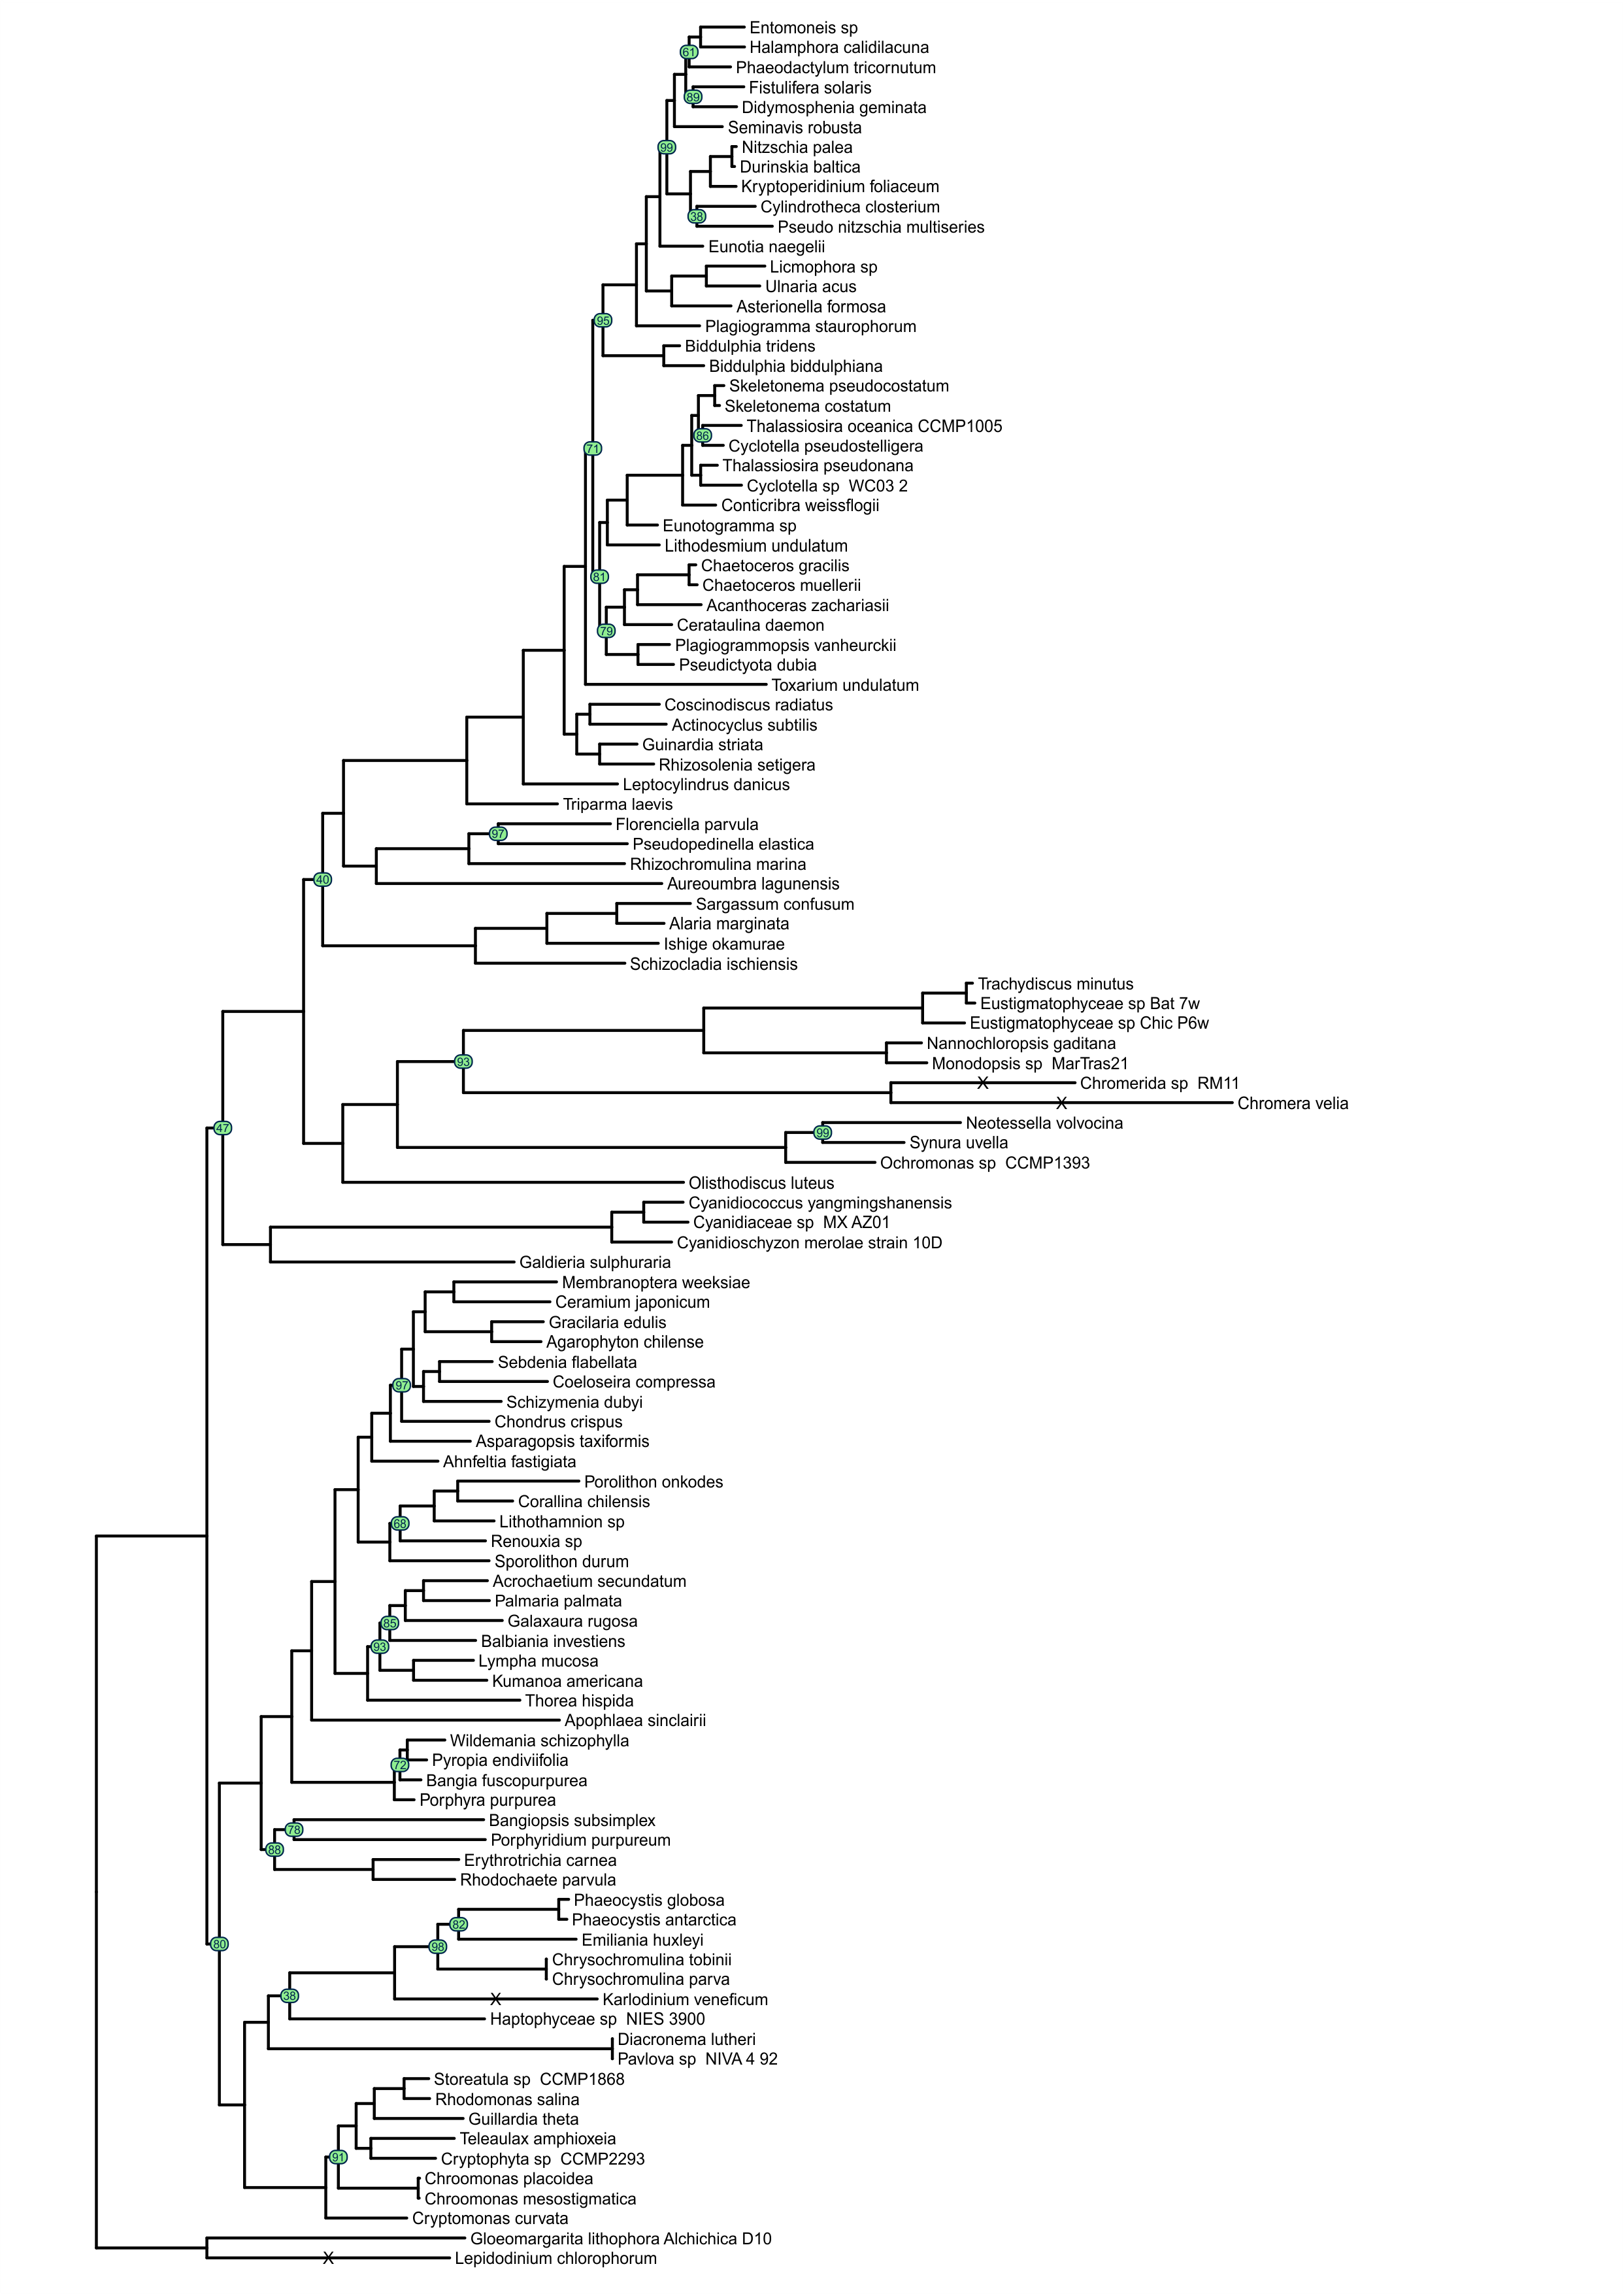 Entomoneis sp
Halamphora calidilacuna
61
Phaeodactylum tricornutum
Fistulifera solaris
89
Didymosphenia geminata
Seminavis robusta
99
Nitzschia palea
Durinskia baltica
Kryptoperidinium foliaceum
Cylindrotheca closterium
38
Pseudo nitzschia multiseries
Eunotia naegelii
Licmophora sp
Ulnaria acus
Asterionella formosa
95
Plagiogramma staurophorum
Biddulphia tridens
Biddulphia biddulphiana
Skeletonema pseudocostatum
Skeletonema costatum
Thalassiosira oceanica CCMP1005
86
Cyclotella pseudostelligera
71
Thalassiosira pseudonana
Cyclotella sp WC03 2
Conticribra weissflogii
Eunotogramma sp
Lithodesmium undulatum
Chaetoceros gracilis
81
Chaetoceros muellerii
Acanthoceras zachariasii
Cerataulina daemon
79
Plagiogrammopsis vanheurckii
Pseudictyota dubia
Toxarium undulatum
Coscinodiscus radiatus
Actinocyclus subtilis
Guinardia striata
Rhizosolenia setigera
Leptocylindrus danicus
Triparma laevis
Florenciella parvula
97
Pseudopedinella elastica
Rhizochromulina marina
40
Aureoumbra lagunensis
Sargassum confusum
Alaria marginata
Ishige okamurae
Schizocladia ischiensis
Trachydiscus minutus
Eustigmatophyceae sp Bat 7w
Eustigmatophyceae sp Chic P6w
Nannochloropsis gaditana
93
Monodopsis sp MarTras21
X
Chromerida sp RM11
X
Chromera velia
Neotessella volvocina
47
99
Synura uvella
Ochromonas sp CCMP1393
Olisthodiscus luteus
Cyanidiococcus yangmingshanensis
Cyanidiaceae sp MX AZ01
Cyanidioschyzon merolae strain 10D
Galdieria sulphuraria
Membranoptera weeksiae
Ceramium japonicum
Gracilaria edulis
Agarophyton chilense
Sebdenia flabellata
97
Coeloseira compressa
Schizymenia dubyi
Chondrus crispus
Asparagopsis taxiformis
Ahnfeltia fastigiata
Porolithon onkodes
Corallina chilensis
68
Lithothamnion sp
Renouxia sp
Sporolithon durum
Acrochaetium secundatum
Palmaria palmata
85
Galaxaura rugosa
93
Balbiania investiens
Lympha mucosa
Kumanoa americana
Thorea hispida
Apophlaea sinclairii
Wildemania schizophylla
72
Pyropia endiviifolia
Bangia fuscopurpurea
Porphyra purpurea
Bangiopsis subsimplex
78
Porphyridium purpureum
88
Erythrotrichia carnea
Rhodochaete parvula
Phaeocystis globosa
82
Phaeocystis antarctica
80
98
Emiliania huxleyi
Chrysochromulina tobinii
Chrysochromulina parva
38
X
Karlodinium veneficum
Haptophyceae sp NIES 3900
Diacronema lutheri
Pavlova sp NIVA 4 92
Storeatula sp CCMP1868
Rhodomonas salina
Guillardia theta
Teleaulax amphioxeia
91
Cryptophyta sp CCMP2293
Chroomonas placoidea
Chroomonas mesostigmatica
Cryptomonas curvata
Gloeomargarita lithophora Alchichica D10
X
Lepidodinium chlorophorum